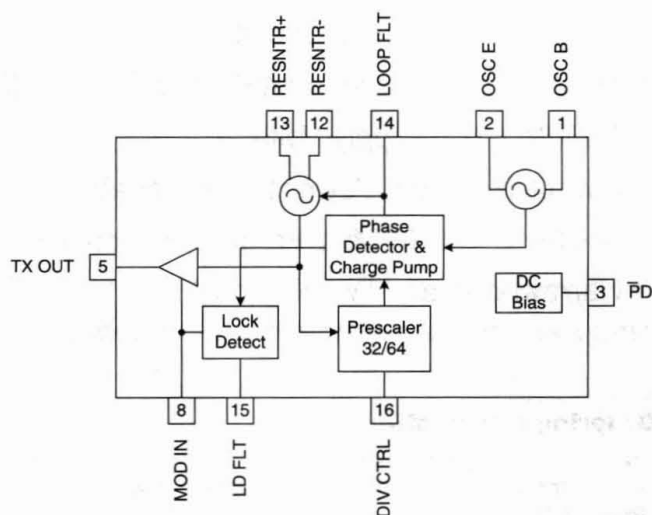 RESNTR+
RESNTR-
LOOP FLT
OSC E
OSC B
13
12
14
2
1
Phase
Detector &
Charge Pump
TX OUT
5
DC
Bias
3
PD
Lock
Detect
Prescaler
32/64
8
15
16
MOD IN
LD FLT
DIV CTRL